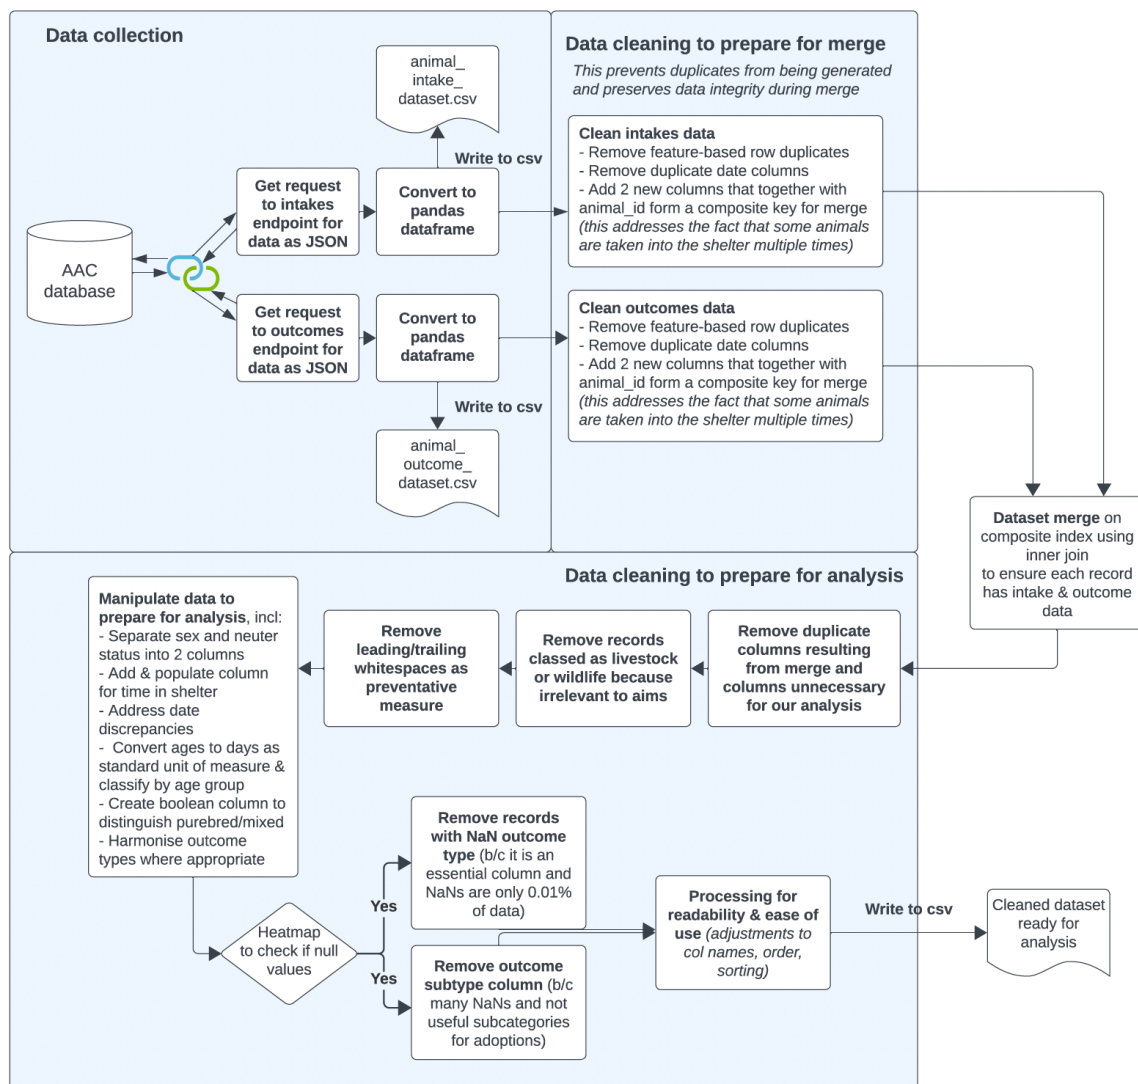 Data collection
animal_
intake_
dataset.csv
Write to csv
Get request
to intakes
endpoint for
data as JSON
Convert to
pandas
dataframe
AAC
database
Get request
to outcomes
endpoint for
data as JSON
Convert to
pandas
dataframe
Write to csv
animal_
outcome_
dataset.csv
Data cleaning to prepare for merge
This prevents duplicates from being generated
and preserves data integrity during merge
Clean intakes data
- Remove feature-based row duplicates
- Remove duplicate date columns
- Add 2 new columns that together with
animal_id form a composite key for merge
(this addresses the fact that some animals
are taken into the shelter multiple times)
Clean outcomes data
- Remove feature-based row duplicates
- Remove duplicate date columns
- Add 2 new columns that together with
animal_id form a composite key for merge
(this addresses the fact that some animals
are taken into the shelter multiple times)
Dataset merge on
composite index using
inner join
to ensure each record
has intake & outcome
data
Data cleaning to prepare for analysis
Remove duplicate
columns resulting
from merge and
columns unnecessary
for our analysis
Remove records
classed as livestock
or wildlife because
irrelevant to aims
Remove
leading/trailing
whitespaces as
preventative
measure
Manipulate data to
prepare for analysis, incl:
- Separate sex and neuter
status into 2 columns
- Add & populate column
for time in shelter
- Address date
discrepancies
- Convert ages to days as
standard unit of measure &
classify by age group
- Create boolean column to
distinguish purebred/mixed
- Harmonise outcome
types where appropriate
Heatmap
to check if null
values
Yes
Yes
Remove records
with NaN outcome
type (b/c it is an
essential column and
NaNs are only 0.01%
of data)
Remove outcome
subtype column (b/c
many NaNs and not
useful subcategories
for adoptions)
Processing for
readability & ease of
use (adjustments to
col names, order,
sorting)
Write to csv
Cleaned dataset
ready for
analysis